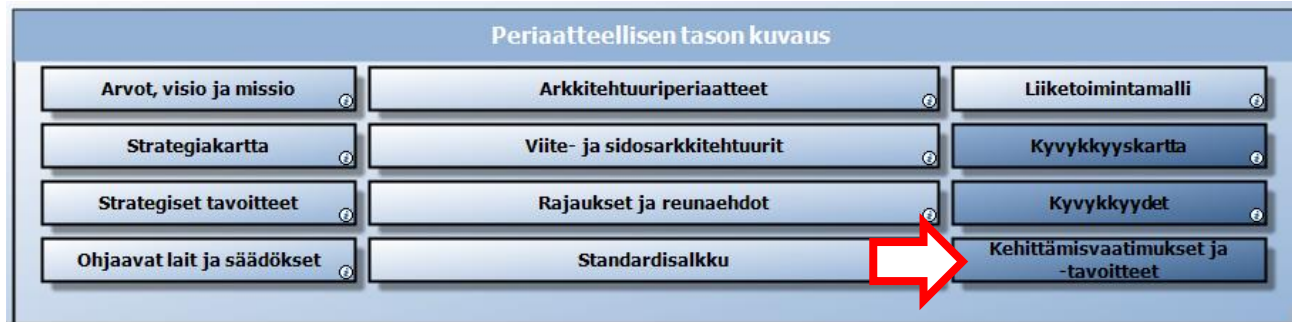 Periaatteellisen tason kuvaus
Arvot, visio ja missio
Arkkitehtuuriperiaatteet
Liiketoimintamalli
Strategiakartta
Viite- ja sidosarkkitehtuurit
Kyvykkyyskartta
Strategiset tavoitteet
Rajaukset ja reunaehdot
Kyvykkyydet
Ohjaavat lait ja säädökset
Standardisalkku
Kehittämisvaatimukset ja
-tavoitteet